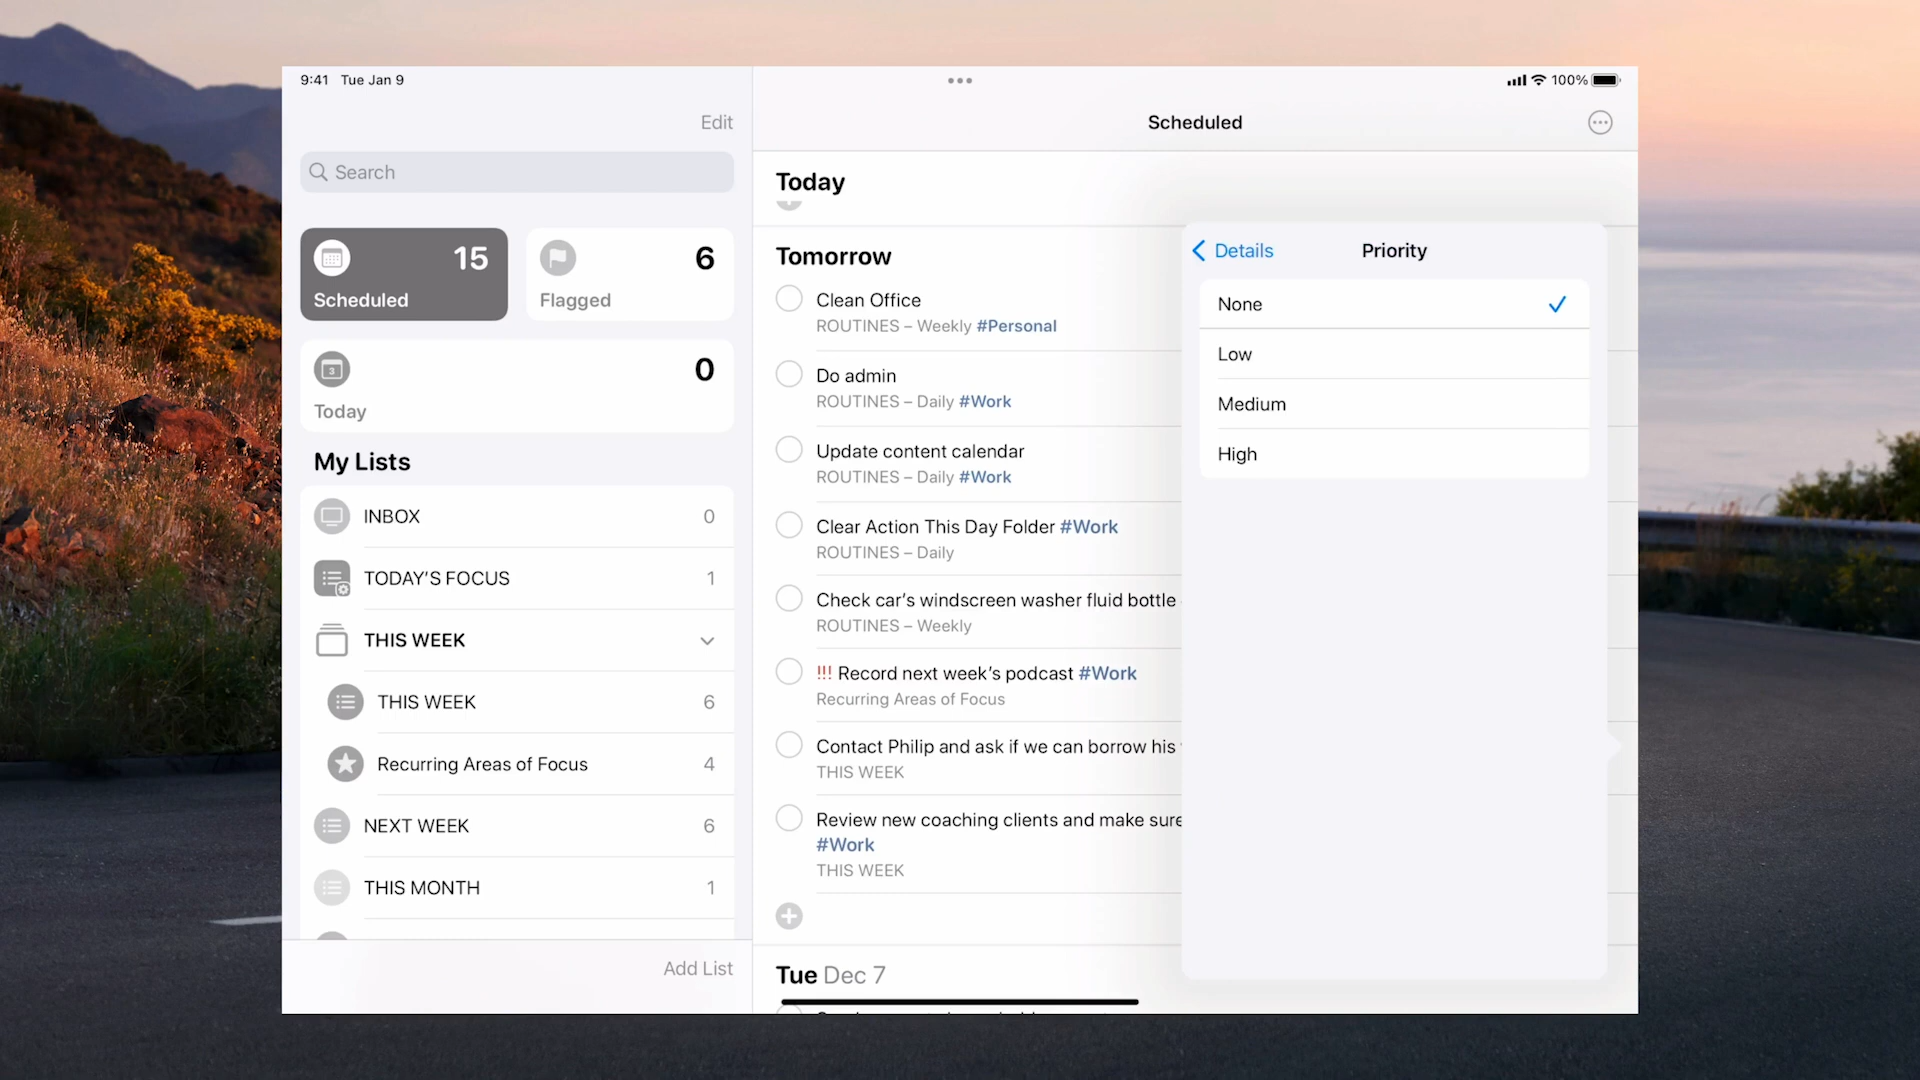 9:41 Tue Jan 9
100%
Edit
Search
15
Scheduled
6
Flagged
3
0
Today
My Lists
INBOX 0
TODAY'S FOCUS 1
THIS WEEK
THIS WEEK 6
Recurring Areas of Focus 4
NEXT WEEK 6
THIS MONTH 1
Add List
Scheduled
Today
Tomorrow
Clean Office
ROUTINES – Weekly #Personal
Do admin
ROUTINES – Daily #Work
Update content calendar
ROUTINES – Daily #Work
Clear Action This Day Folder #Work
ROUTINES – Daily
Check car's windscreen washer fluid bottle
ROUTINES – Weekly
!!! Record next week's podcast #Work
Recurring Areas of Focus
Contact Philip and ask if we can borrow his
THIS WEEK
Review new coaching clients and make sure
#Work
THIS WEEK
Tue Dec 7
Details
Priority
None
Low
Medium
High